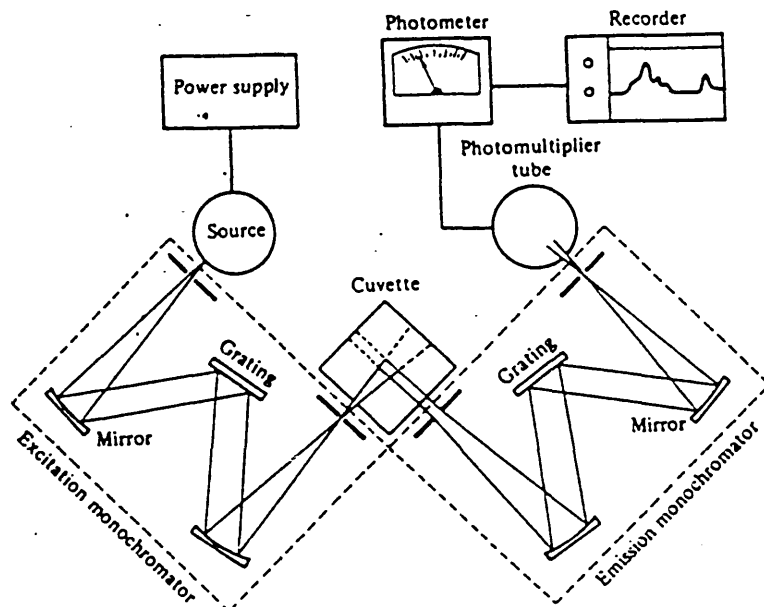 Photometer
Recorder
Power supply
Photomultiplier
tube
Source
Cuvette
Grating
Grating
Mirror
Mirror
Excitation monochromator
Emission monochromator